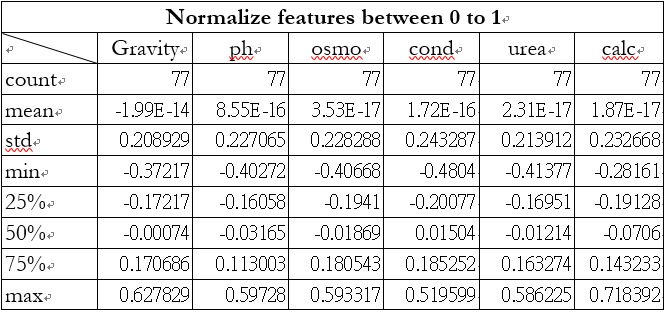 Normalize features between 0 to 1
Gravity ph osmo cond urea calc
count 77 77 77 77 77 77
mean -1.99E-14 8.55E-16 3.53E-17 1.72E-16 2.31E-17 1.87E-17
std 0.208929 0.227065 0.228288 0.243287 0.213912 0.232668
min -0.37217 -0.40272 -0.40668 -0.4804 -0.41377 -0.28161
25% -0.17217 -0.16058 -0.1941 -0.20077 -0.16951 -0.19128
50% -0.00074 -0.03165 -0.01869 0.01504 -0.01214 -0.0706
75% 0.170686 0.113003 0.180543 0.185252 0.163274 0.143233
max 0.627829 0.59728 0.593317 0.519599 0.586225 0.718392